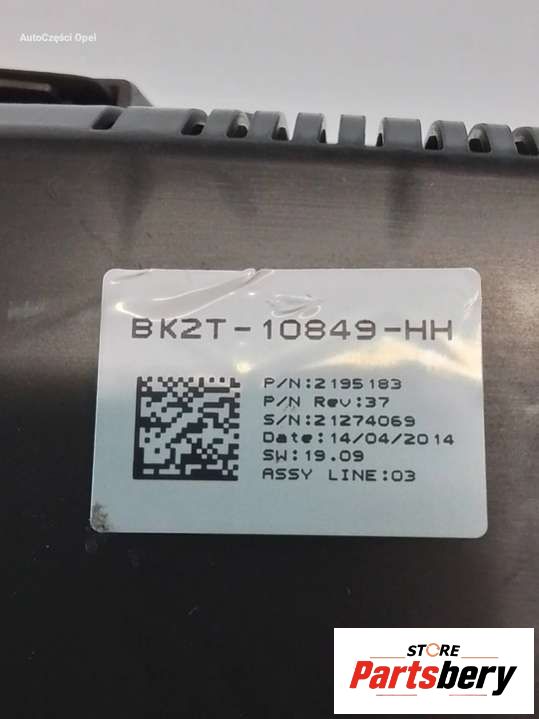 AutoCzęści Opel
BK2T-10849-HH
P/N:2195183
P/N Rev:37
S/N:21274069
Date:14/04/2014
SW:19.09
ASSY LINE:03
STORE
Partsbery